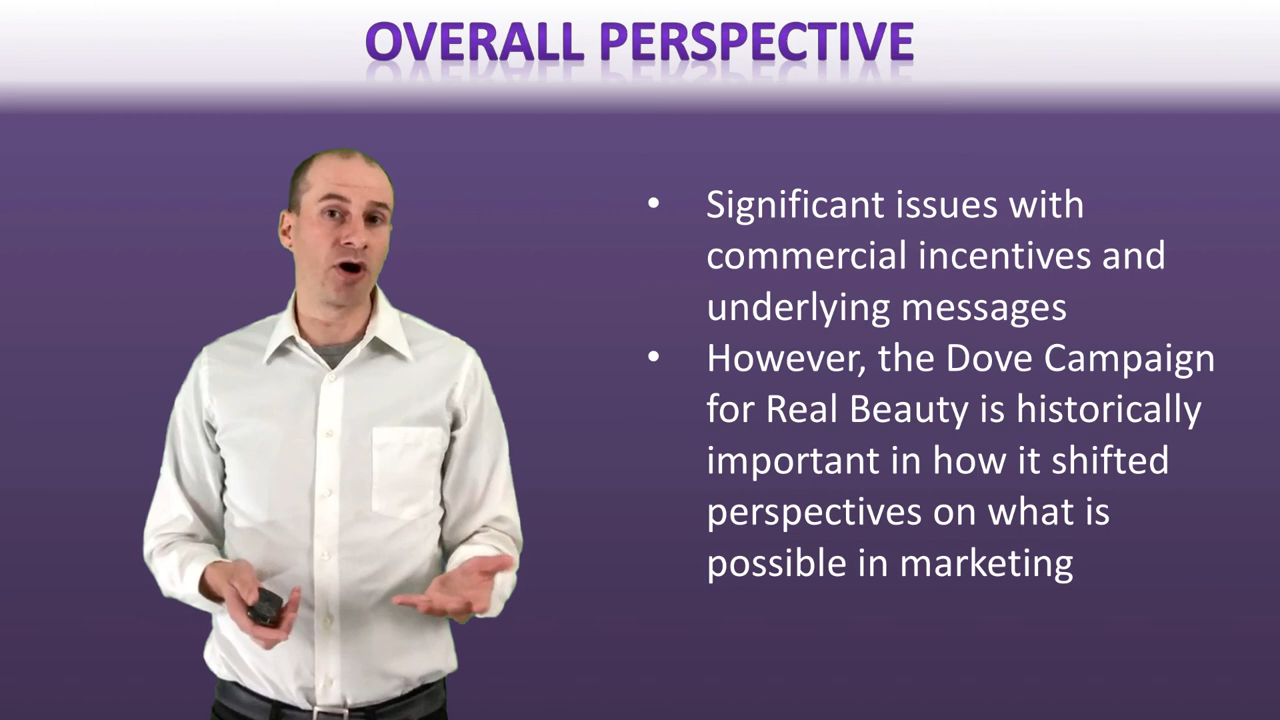 OVERALL PERSPECTIVE
• Significant issues with
commercial incentives and
underlying messages
• However, the Dove Campaign
for Real Beauty is historically
important in how it shifted
perspectives on what is
possible in marketing